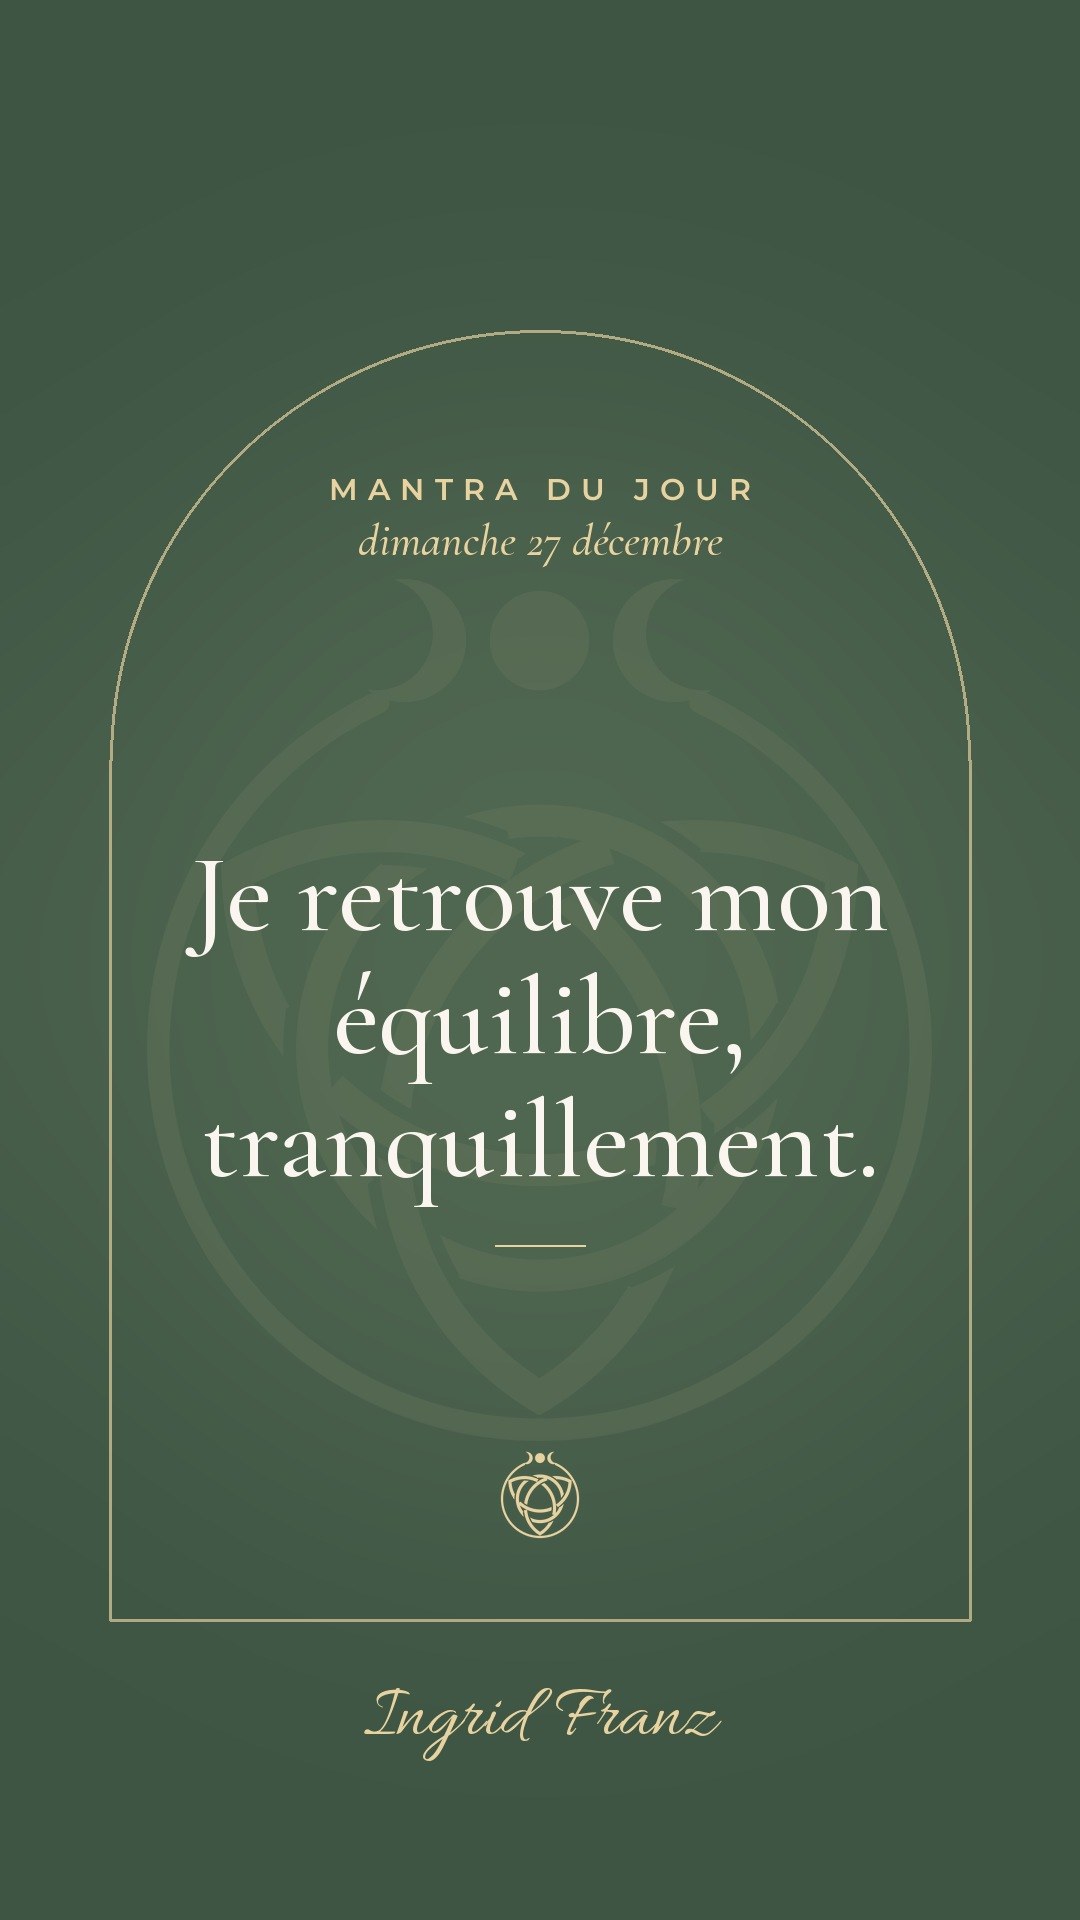 MANTRA DU JOUR
dimanche 27 décembre
Je retrouve mon
équilibre,
tranquillement.
Ingrid Franz